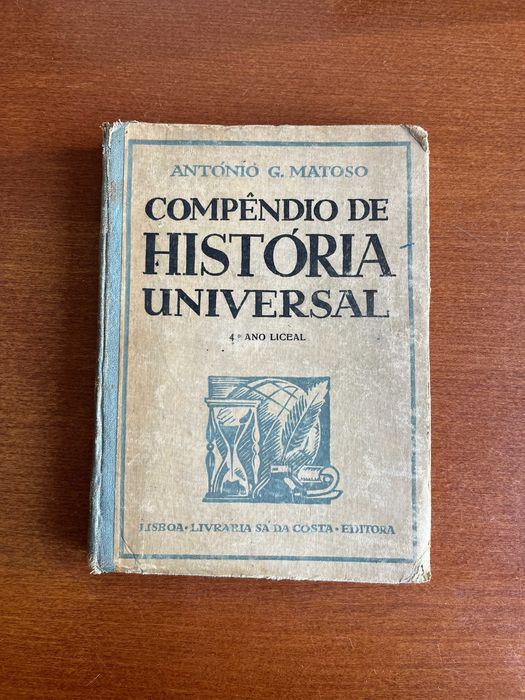 ANTÓNIO G. MATOSO
COMPÊNDIO DE
HISTÓRIA
UNIVERSAL
4.º ANO LICEAL
LISBOA · LIVRARIA SÁ DA COSTA · EDITORA